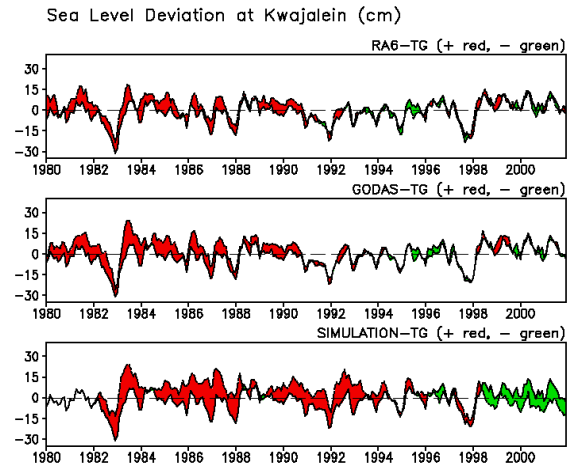 Sea Level Deviation at Kwajalein (cm)
RA6-TG (+ red, - green)
30
15
0
-15
-30
1980 1982 1984 1986 1988 1990 1992 1994 1996 1998 2000
GODAS-TG (+ red, - green)
30
15
0
-15
-30
1980 1982 1984 1986 1988 1990 1992 1994 1996 1998 2000
SIMULATION-TG (+ red, - green)
30
15
0
-15
-30
1980 1982 1984 1986 1988 1990 1992 1994 1996 1998 2000